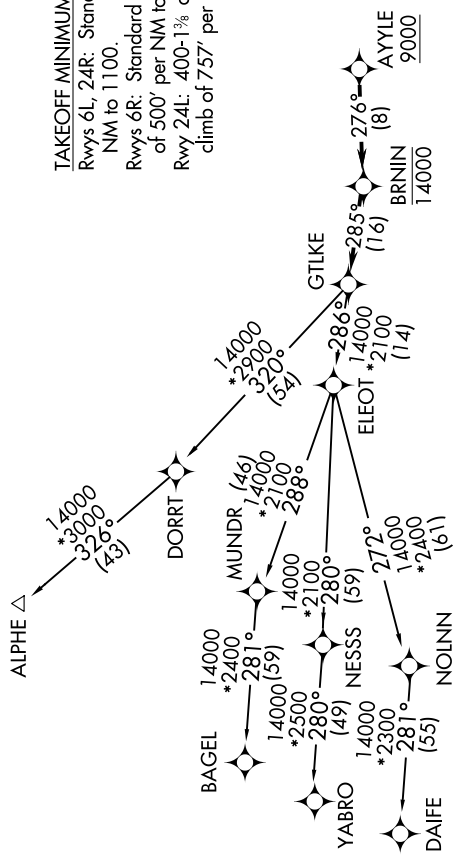 TAKEOFF MINIMUM
Rwys 6L, 24R: Stand
NM to 1100.
Rwys 6R: Standard
of 500' per NM to
Rwy 24L: 400-1⅜
climb of 757' per
AYYLE
9000
276°
(8)
BRNIN
14000
285°
(16)
GTLKE
286°
14000
*2100
(14)
ELEOT
14000
*2900
320°
(54)
DORRT
14000
*3000
326°
(43)
ALPHE
(46)
14000
*2100
288°
MUNDR
14000
*2400
281°
(59)
BAGEL
14000
*2100
280°
(59)
NESSS
14000
*2500
280°
(49)
YABRO
272°
14000
*2400
(61)
NOLNN
14000
*2300
281°
(55)
DAIFE